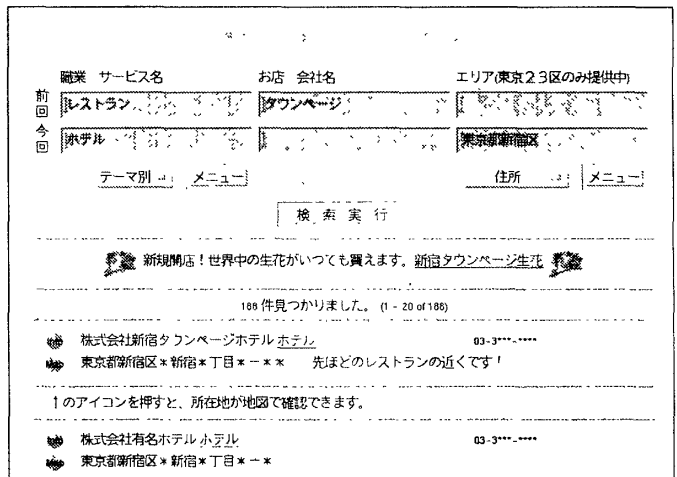 職業 サービス名 お店 会社名 エリア(東京23区のみ提供中)
前回 レストラン タウンページ
今回 ホテル 東京都新宿区
テーマ別 メニュー 住所 メニュー
検索実行
新規開店!世界中の生花がいつても買えます。新宿タウンページ生花
188件見つかりました。 (1 - 20 of 188)
株式会社新宿タウンページホテル ホテル 03-3***-****
東京都新宿区*新宿*丁目*ー** 先ほどのレストランの近くです!
↑のアイコンを押すと、所在地が地図で確認できます。
株式会社有名ホテル ホテル 03-3***-****
東京都新宿区*新宿*丁目*ー*